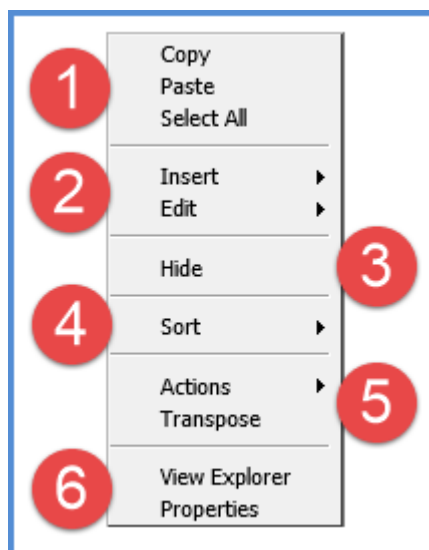 1
Copy
Paste
Select All
2
Insert
Edit
Hide
3
4
Sort
Actions
5
Transpose
6
View Explorer
Properties